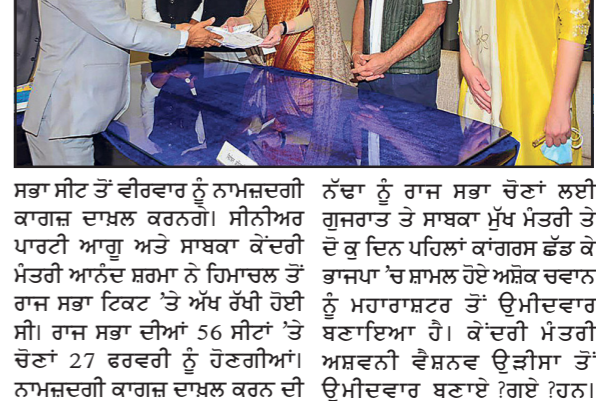 ਸਭਾ ਸੀਟ ਤੋਂ ਵੀਰਵਾਰ ਨੂੰ ਨਾਮਜ਼ਦਗੀ
ਕਾਗਜ਼ ਦਾਖ਼ਲ ਕਰਨਗੇ। ਸੀਨੀਅਰ
ਪਾਰਟੀ ਆਗੂ ਅਤੇ ਸਾਬਕਾ ਕੇਂਦਰੀ
ਮੰਤਰੀ ਆਨੰਦ ਸ਼ਰਮਾ ਨੇ ਹਿਮਾਚਲ ਤੋਂ
ਰਾਜ ਸਭਾ ਟਿਕਟ ’ਤੇ ਅੱਖ ਰੱਖੀ ਹੋਈ
ਸੀ। ਰਾਜ ਸਭਾ ਦੀਆਂ 56 ਸੀਟਾਂ ’ਤੇ
ਚੋਣਾਂ 27 ਫਰਵਰੀ ਨੂੰ ਹੋਣਗੀਆਂ।
ਨਾਮਜ਼ਦਗੀ ਕਾਗਜ਼ ਦਾਖ਼ਲ ਕਰਨ ਦੀ
ਨੱਢਾ ਨੂੰ ਰਾਜ ਸਭਾ ਚੋਣਾਂ ਲਈ
ਗੁਜਰਾਤ ਤੇ ਸਾਬਕਾ ਮੁੱਖ ਮੰਤਰੀ ਤੇ
ਦੋ ਕੁ ਦਿਨ ਪਹਿਲਾਂ ਕਾਂਗਰਸ ਛੱਡ ਕੇ
ਭਾਜਪਾ ’ਚ ਸ਼ਾਮਲ ਹੋਏ ਅਸ਼ੋਕ ਚਵਾਨ
ਨੂੰ ਮਹਾਰਾਸ਼ਟਰ ਤੋਂ ਉਮੀਦਵਾਰ
ਬਣਾਇਆ ਹੈ। ਕੇਂਦਰੀ ਮੰਤਰੀ
ਅਸ਼ਵਨੀ ਵੈਸ਼ਨਵ ਉੜੀਸਾ ਤੋਂ
ਉਮੀਦਵਾਰ ਬਣਾਏ ?ਗਏ ?ਹਨ।